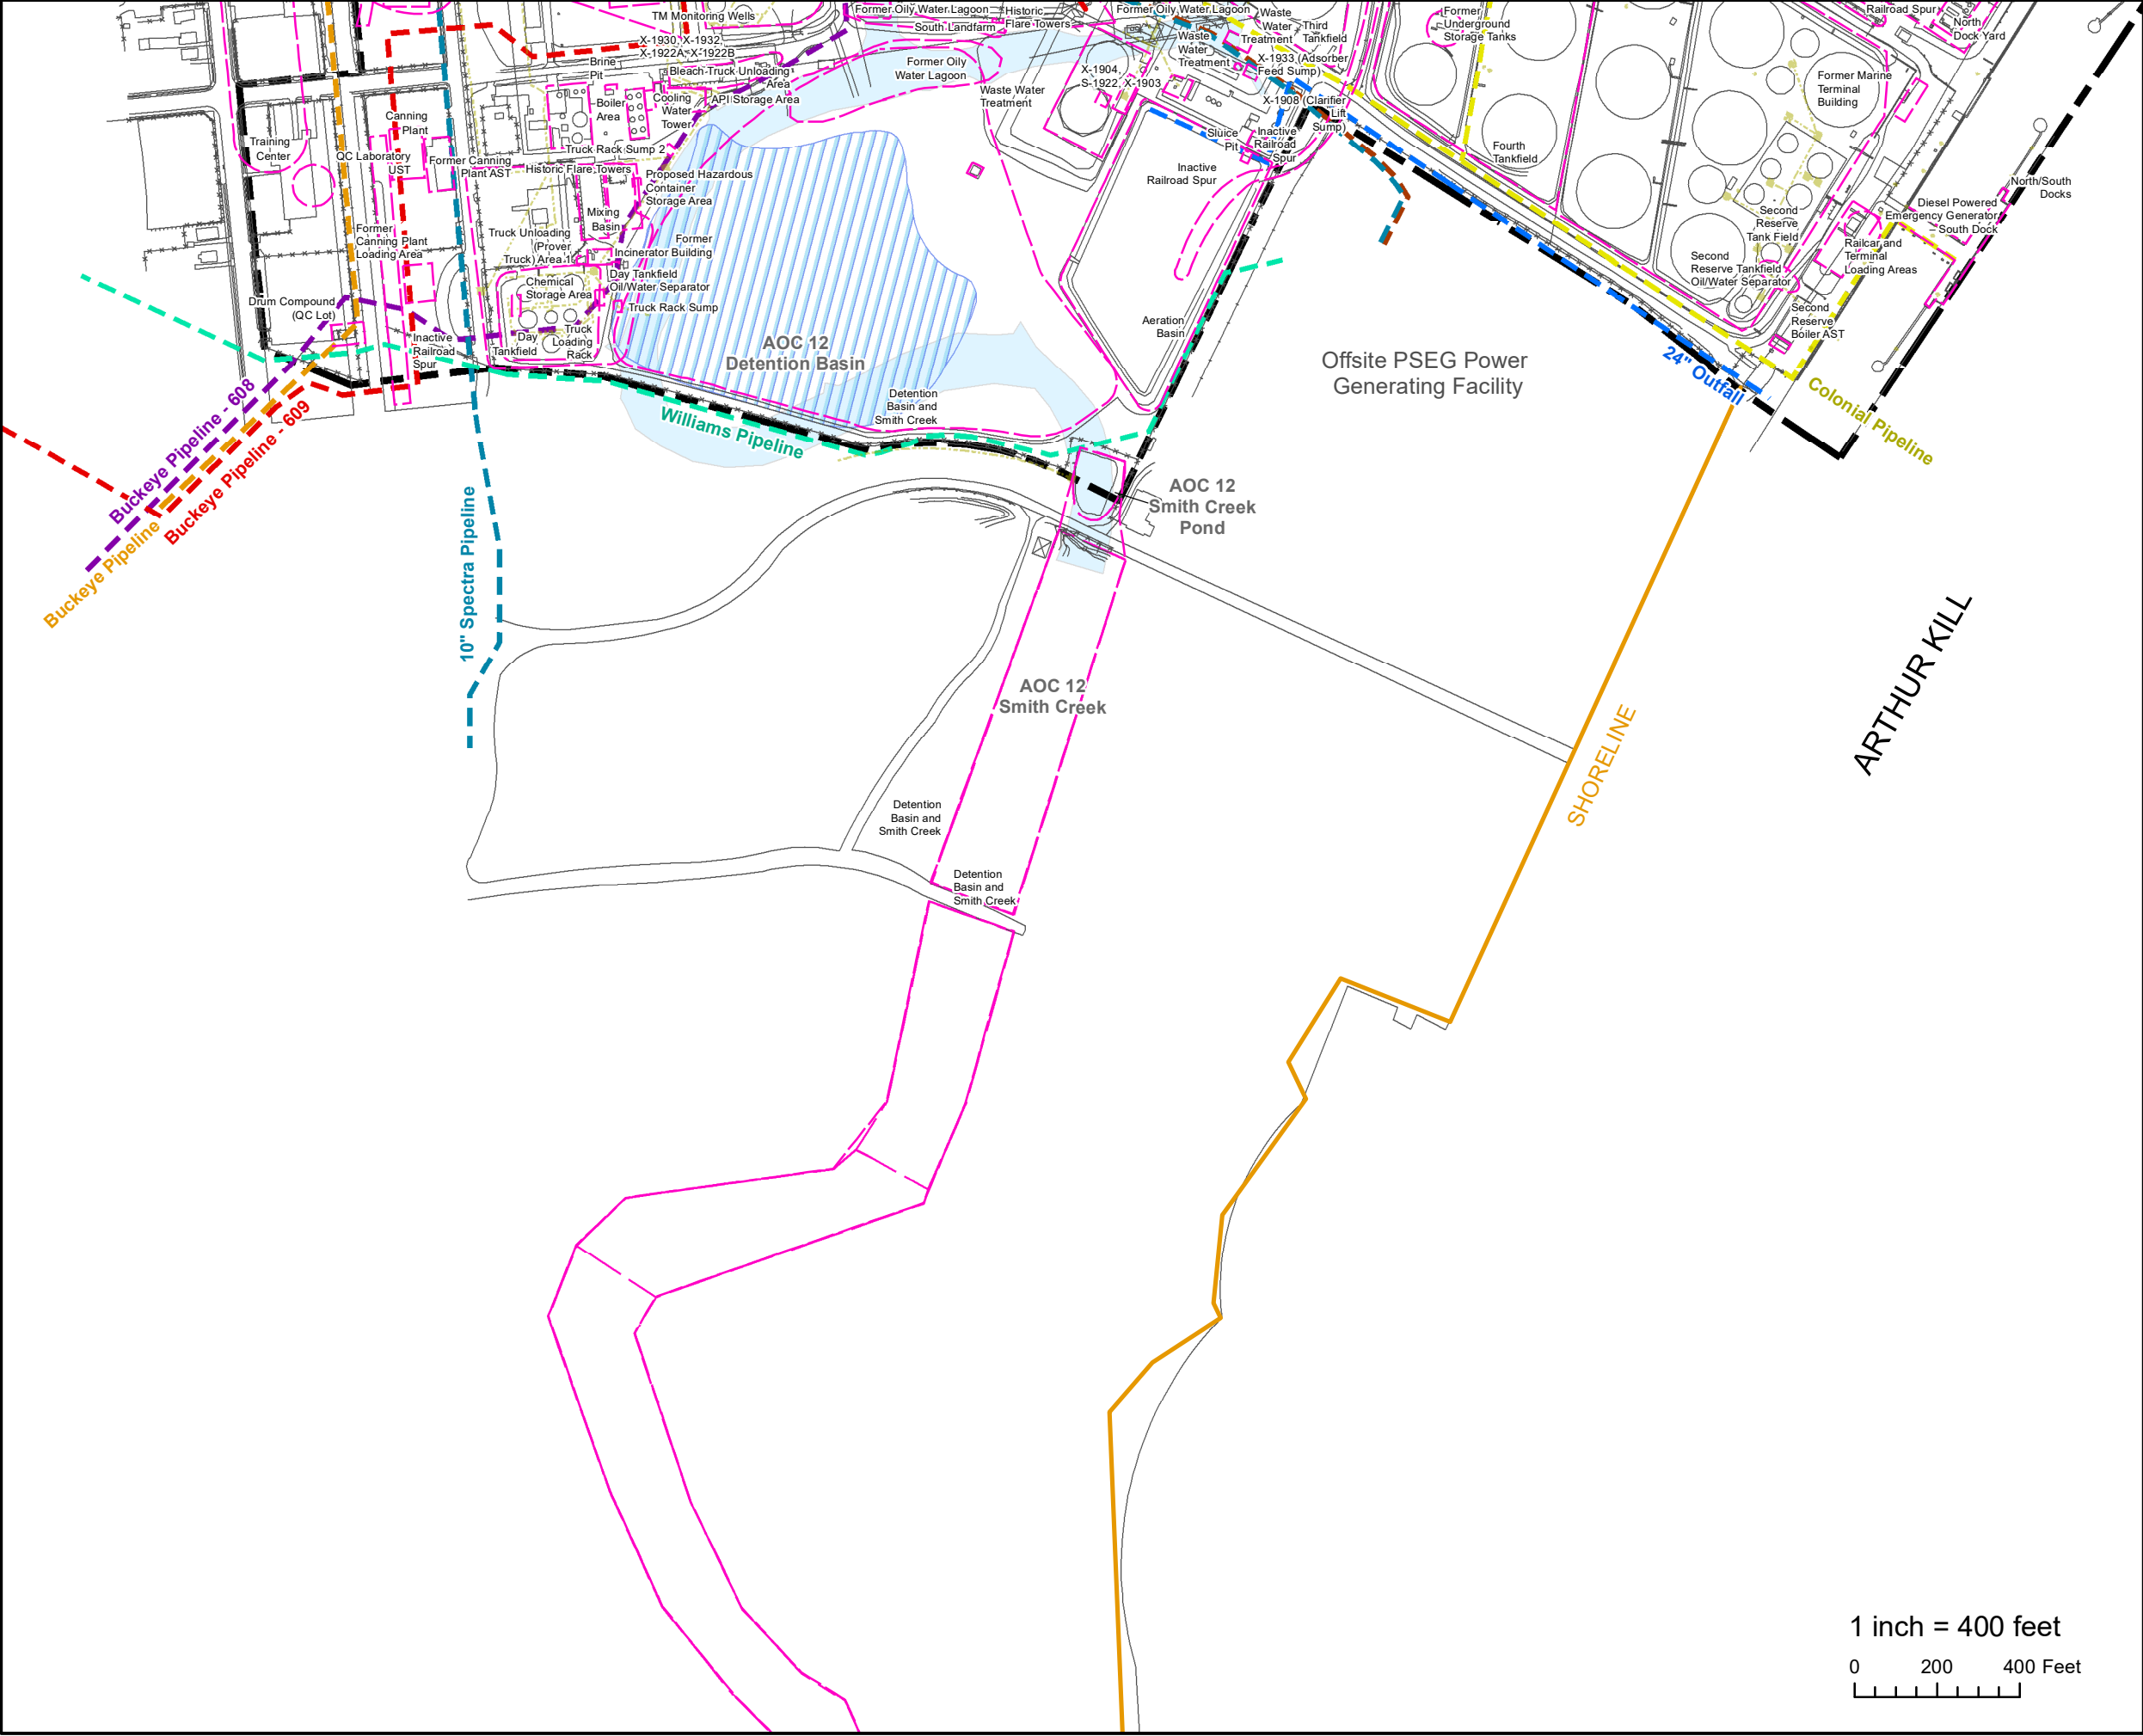 TM Monitoring Wells
X-1930, X-1932,
X-1922A, X-1922B
Brine
Pit
Bleach Truck Unloading
Area
API Storage Area
Boiler
Area
Cooling
Water
Tower
Truck Rack Sump 2
Former Oily Water Lagoon
South Landfarm
Historic
Flare Towers
Former Oily
Water Lagoon
Waste Water
Treatment
Former Oily Water Lagoon
Waste
Water
Treatment
Waste
Water
Treatment
Third
Tankfield
X-1904,
S-1922, X-1903
X-1933 (Adsorber
Feed Sump)
X-1908 (Clarifier
Lift
Sump)
Sluice
Pit
Inactive
Railroad
Spur
Inactive
Railroad Spur
Aeration
Basin
Former
Underground
Storage Tanks
Fourth
Tankfield
Railroad Spur
North
Dock Yard
Former Marine
Terminal
Building
North/South
Docks
Diesel Powered
Emergency Generator
South Dock
Second
Reserve
Tank Field
Railcar and
Terminal
Loading Areas
Second
Reserve Tankfield
Oil/Water Separator
Second
Reserve
Boiler AST
Training
Center
Canning
Plant
QC Laboratory
UST
Former Canning
Plant AST
Historic Flare Towers
Proposed Hazardous
Container
Storage Area
Mixing
Basin
Former
Canning Plant
Loading Area
Truck Unloading
(Prover
Truck) Area 1
Former
Incinerator Building
Day Tankfield
Oil/Water Separator
Chemical
Storage Area
Truck Rack Sump
Drum Compound
(QC Lot)
Inactive
Railroad
Spur
Day
Tankfield
Truck
Loading
Rack
AOC 12
Detention Basin
Detention
Basin and
Smith Creek
Williams Pipeline
Offsite PSEG Power
Generating Facility
24" Outfall
Colonial Pipeline
Buckeye Pipeline - 608
Buckeye Pipeline
Buckeye Pipeline - 609
10" Spectra Pipeline
AOC 12
Smith Creek
Pond
AOC 12
Smith Creek
SHORELINE
ARTHUR KILL
Detention
Basin and
Smith Creek
Detention
Basin and
Smith Creek
1 inch = 400 feet
0 200 400 Feet